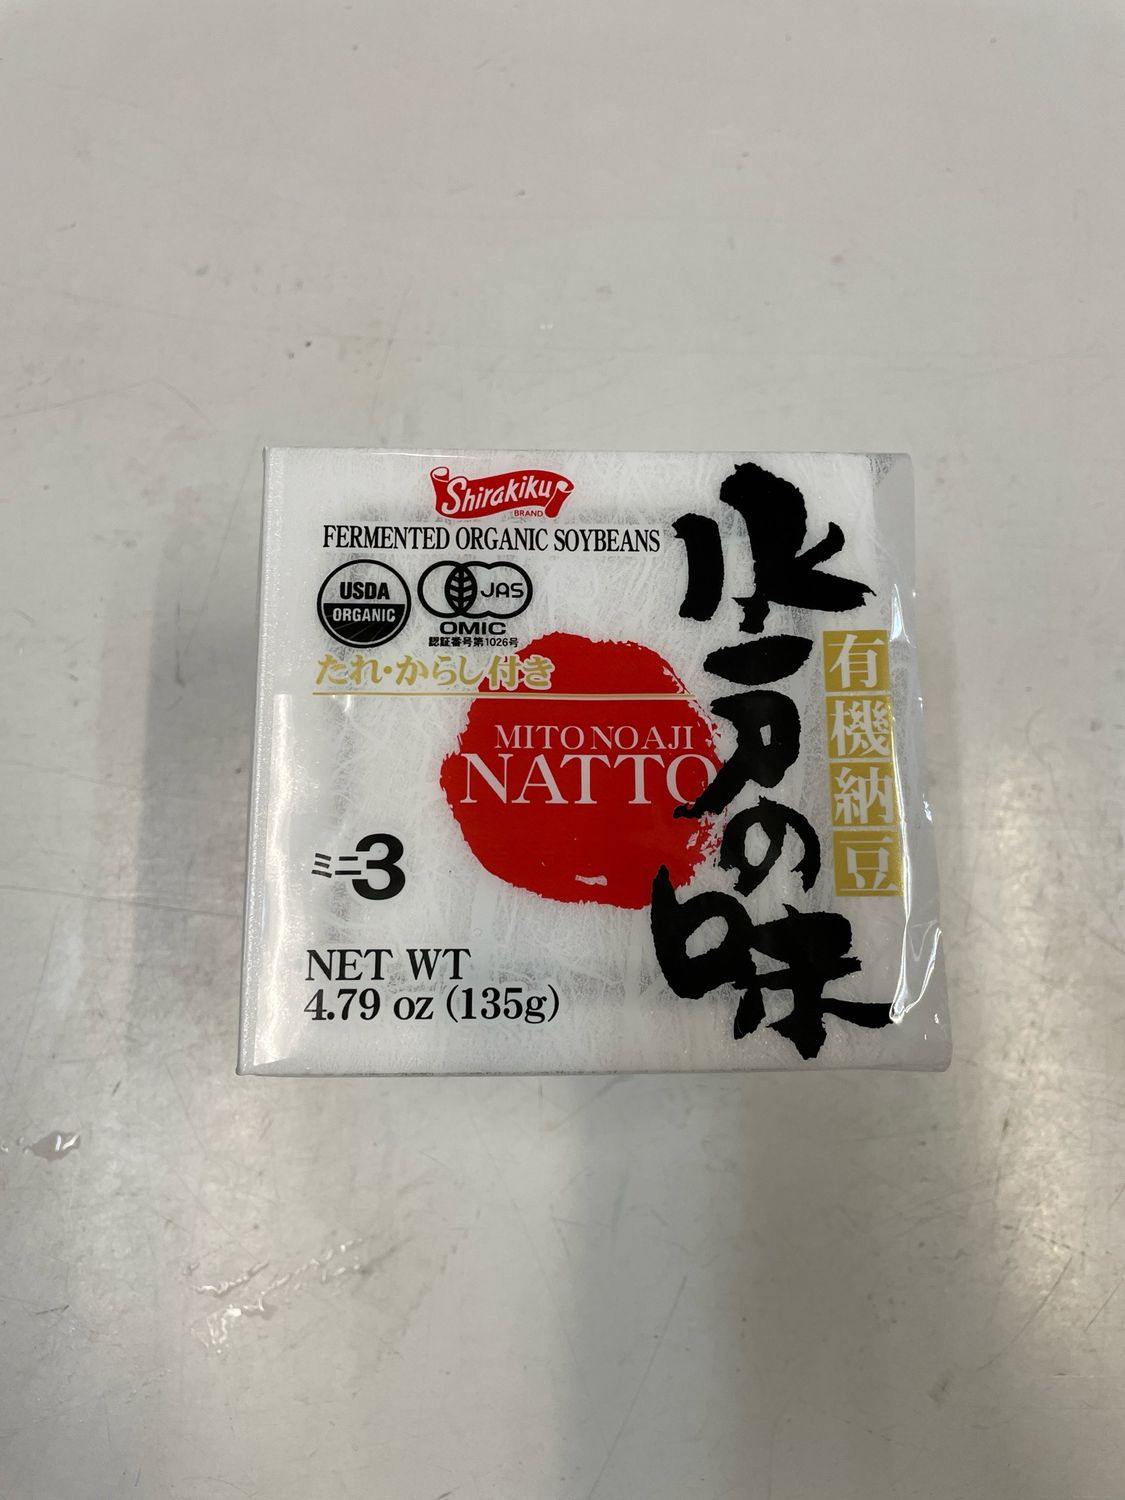 Shirakiku
BRAND
FERMENTED ORGANIC SOYBEANS
USDA
ORGANIC
JAS
OMIC
認証番号第1026号
たれ・からし付き
MITO NO AJI
NATTO
ミニ3
NET WT
4.79 oz (135g)
水戸の味
有機納豆